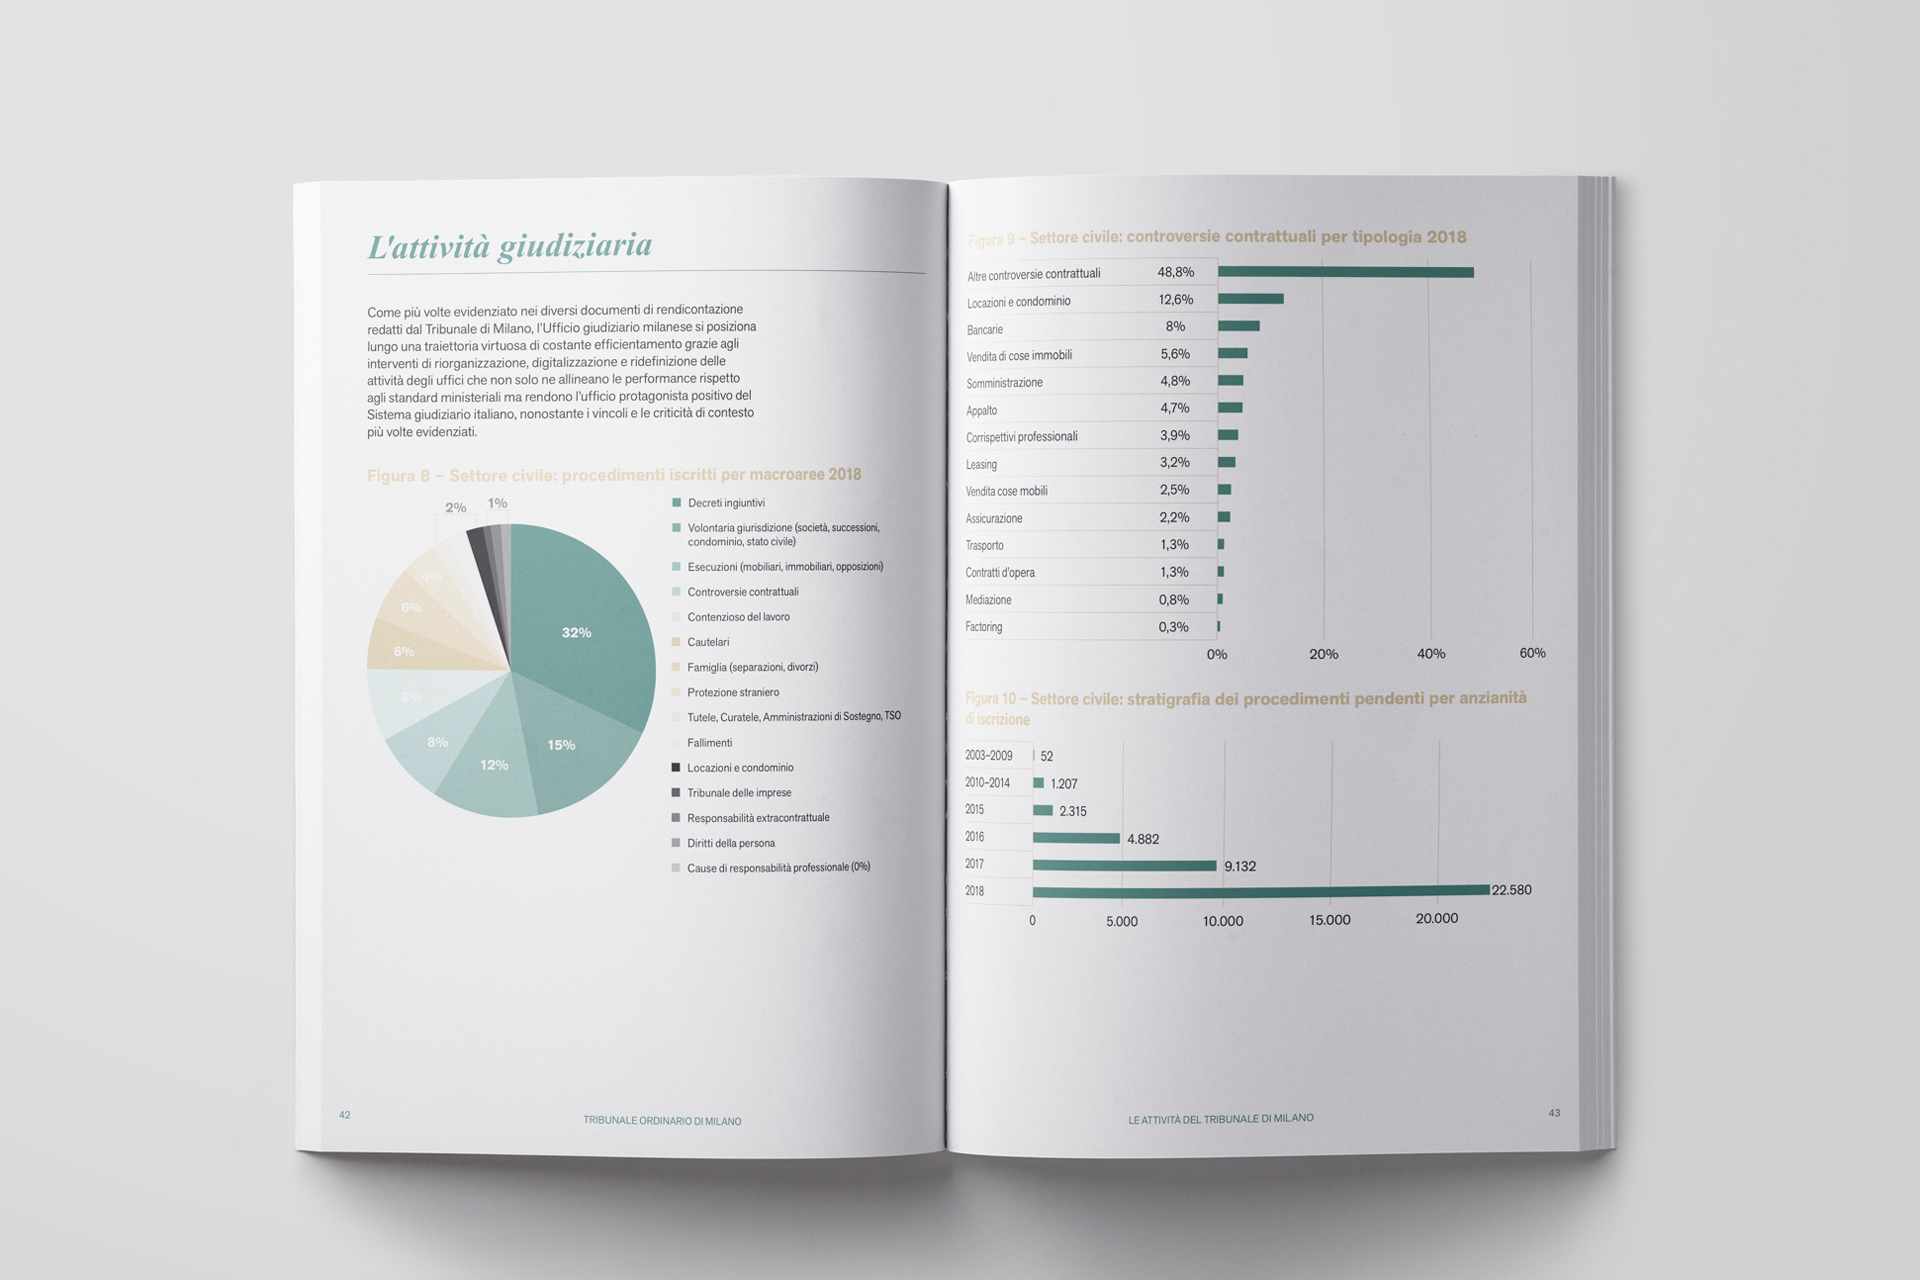 L'attività giudiziaria
Come più volte evidenziato nei diversi documenti di rendicontazione
redatti dal Tribunale di Milano, l'Ufficio giudiziario milanese si posiziona
lungo una traiettoria virtuosa di costante efficientamento grazie agli
interventi di riorganizzazione, digitalizzazione e ridefinizione delle
attività degli uffici che non solo ne allineano le performance rispetto
agli standard ministeriali ma rendono l'ufficio protagonista positivo del
Sistema giudiziario italiano, nonostante i vincoli e le criticità di contesto
più volte evidenziati.
Figura 8 – Settore civile: procedimenti iscritti per macroaree 2018
2%
1%
4%
6%
6%
8%
8%
12%
15%
32%
Decreti ingiuntivi
Volontaria giurisdizione (società, successioni,
condominio, stato civile)
Esecuzioni (mobiliari, immobiliari, opposizioni)
Controversie contrattuali
Contenzioso del lavoro
Cautelari
Famiglia (separazioni, divorzi)
Protezione straniero
Tutele, Curatele, Amministrazioni di Sostegno, TSO
Fallimenti
Locazioni e condominio
Tribunale delle imprese
Responsabilità extracontrattuale
Diritti della persona
Cause di responsabilità professionale (0%)
42
TRIBUNALE ORDINARIO DI MILANO
Figura 9 – Settore civile: controversie contrattuali per tipologia 2018
Altre controversie contrattuali 48,8%
Locazioni e condominio 12,6%
Bancarie 8%
Vendita di cose immobili 5,6%
Somministrazione 4,8%
Appalto 4,7%
Corrispettivi professionali 3,9%
Leasing 3,2%
Vendita cose mobili 2,5%
Assicurazione 2,2%
Trasporto 1,3%
Contratti d'opera 1,3%
Mediazione 0,8%
Factoring 0,3%
0% 20% 40% 60%
Figura 10 – Settore civile: stratigrafia dei procedimenti pendenti per anzianità
di iscrizione
2003–2009 52
2010–2014 1.207
2015 2.315
2016 4.882
2017 9.132
2018 22.580
0 5.000 10.000 15.000 20.000
LE ATTIVITÀ DEL TRIBUNALE DI MILANO
43